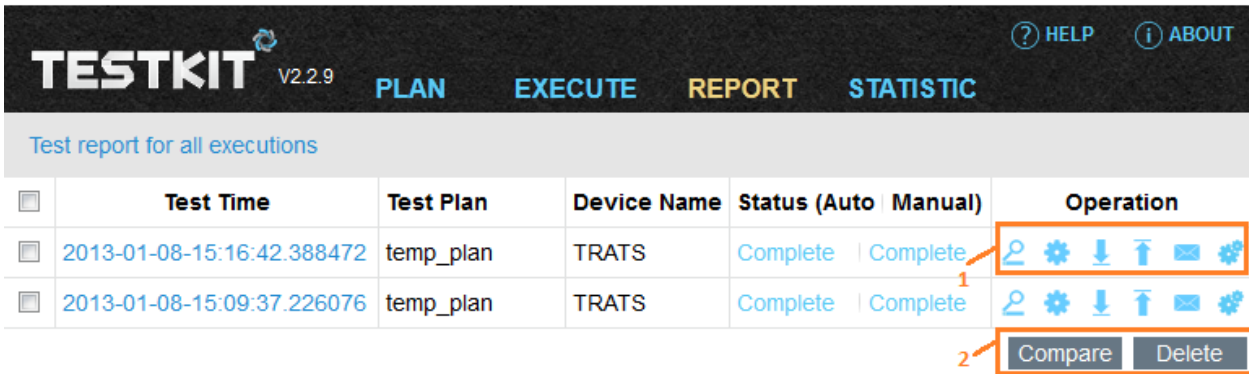 ? HELP i ABOUT
TESTKIT V2.2.9
PLAN EXECUTE REPORT STATISTIC
Test report for all executions
Test Time Test Plan Device Name Status (Auto | Manual) Operation
2013-01-08-15:16:42.388472 temp_plan TRATS Complete | Complete
1
2013-01-08-15:09:37.226076 temp_plan TRATS Complete | Complete
2 Compare Delete